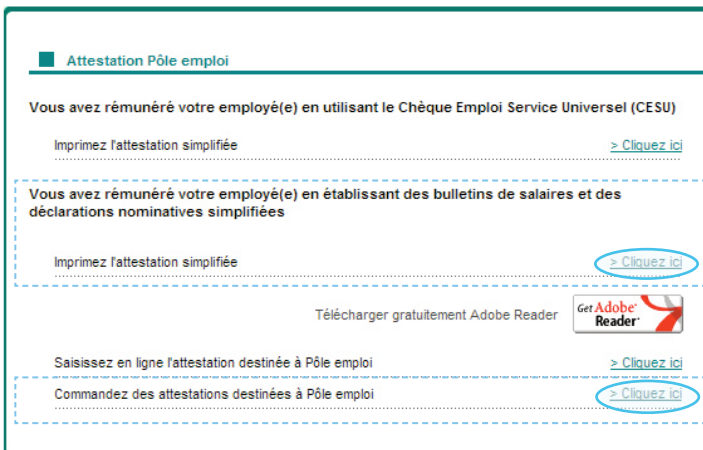 Attestation Pôle emploi
Vous avez rémunéré votre employé(e) en utilisant le Chèque Emploi Service Universel (CESU)
Imprimez l'attestation simplifiée > Cliquez ici
Vous avez rémunéré votre employé(e) en établissant des bulletins de salaires et des
déclarations nominatives simplifiées
Imprimez l'attestation simplifiée > Cliquez ici
Télécharger gratuitement Adobe Reader Get Adobe® Reader®
Saisissez en ligne l'attestation destinée à Pôle emploi > Cliquez ici
Commandez des attestations destinées à Pôle emploi > Cliquez ici